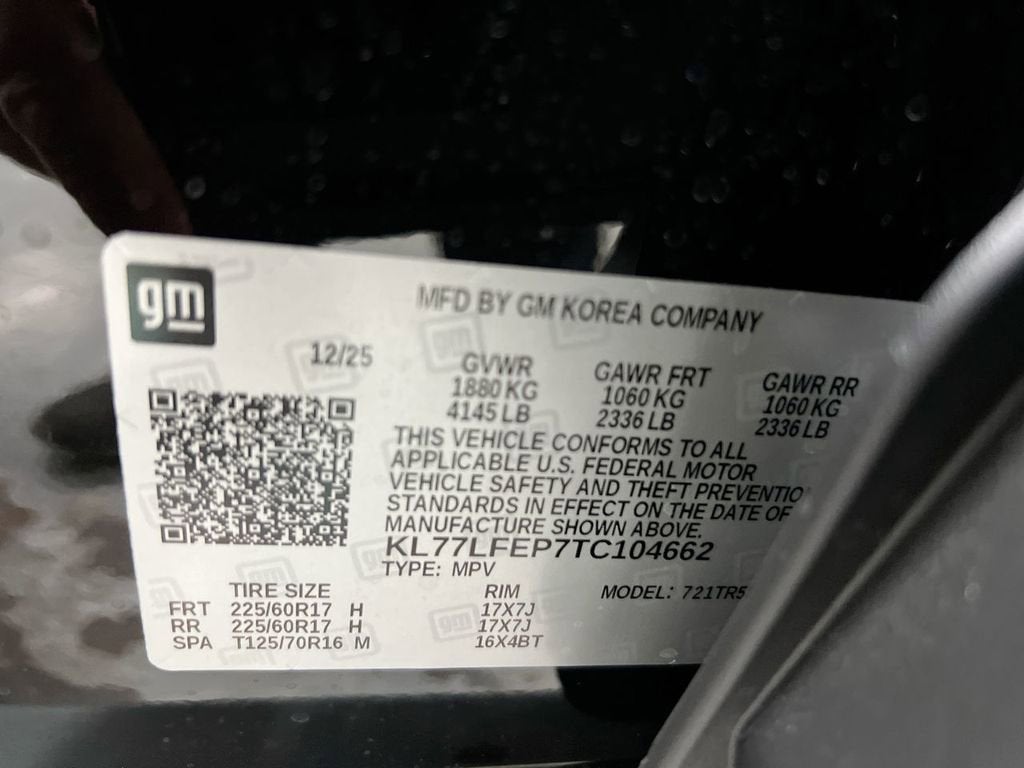 gm
MFD BY GM KOREA COMPANY
12/25
GVWR GAWR FRT GAWR RR
1880 KG 1060 KG 1060 KG
4145 LB 2336 LB 2336 LB
THIS VEHICLE CONFORMS TO ALL
APPLICABLE U.S. FEDERAL MOTOR
VEHICLE SAFETY AND THEFT PREVENTIO
STANDARDS IN EFFECT ON THE DATE OF
MANUFACTURE SHOWN ABOVE.
KL77LFEP7TC104662
TYPE: MPV
TIRE SIZE RIM MODEL: 721TR5
FRT 225/60R17 H 17X7J
RR 225/60R17 H 17X7J
SPA T125/70R16 M 16X4BT